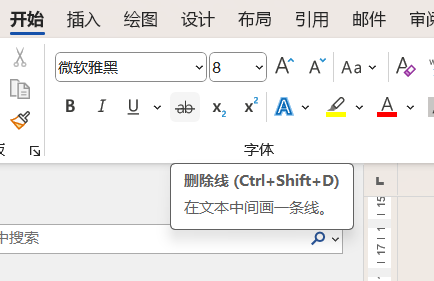 开始 插入 绘图 设计 布局 引用 邮件 审阅
微软雅黑 8 A A Aa A
B I U ab x₂ x² A A
字体
删除线 (Ctrl+Shift+D)
在文本中间画一条线。
中搜索
L
15
17